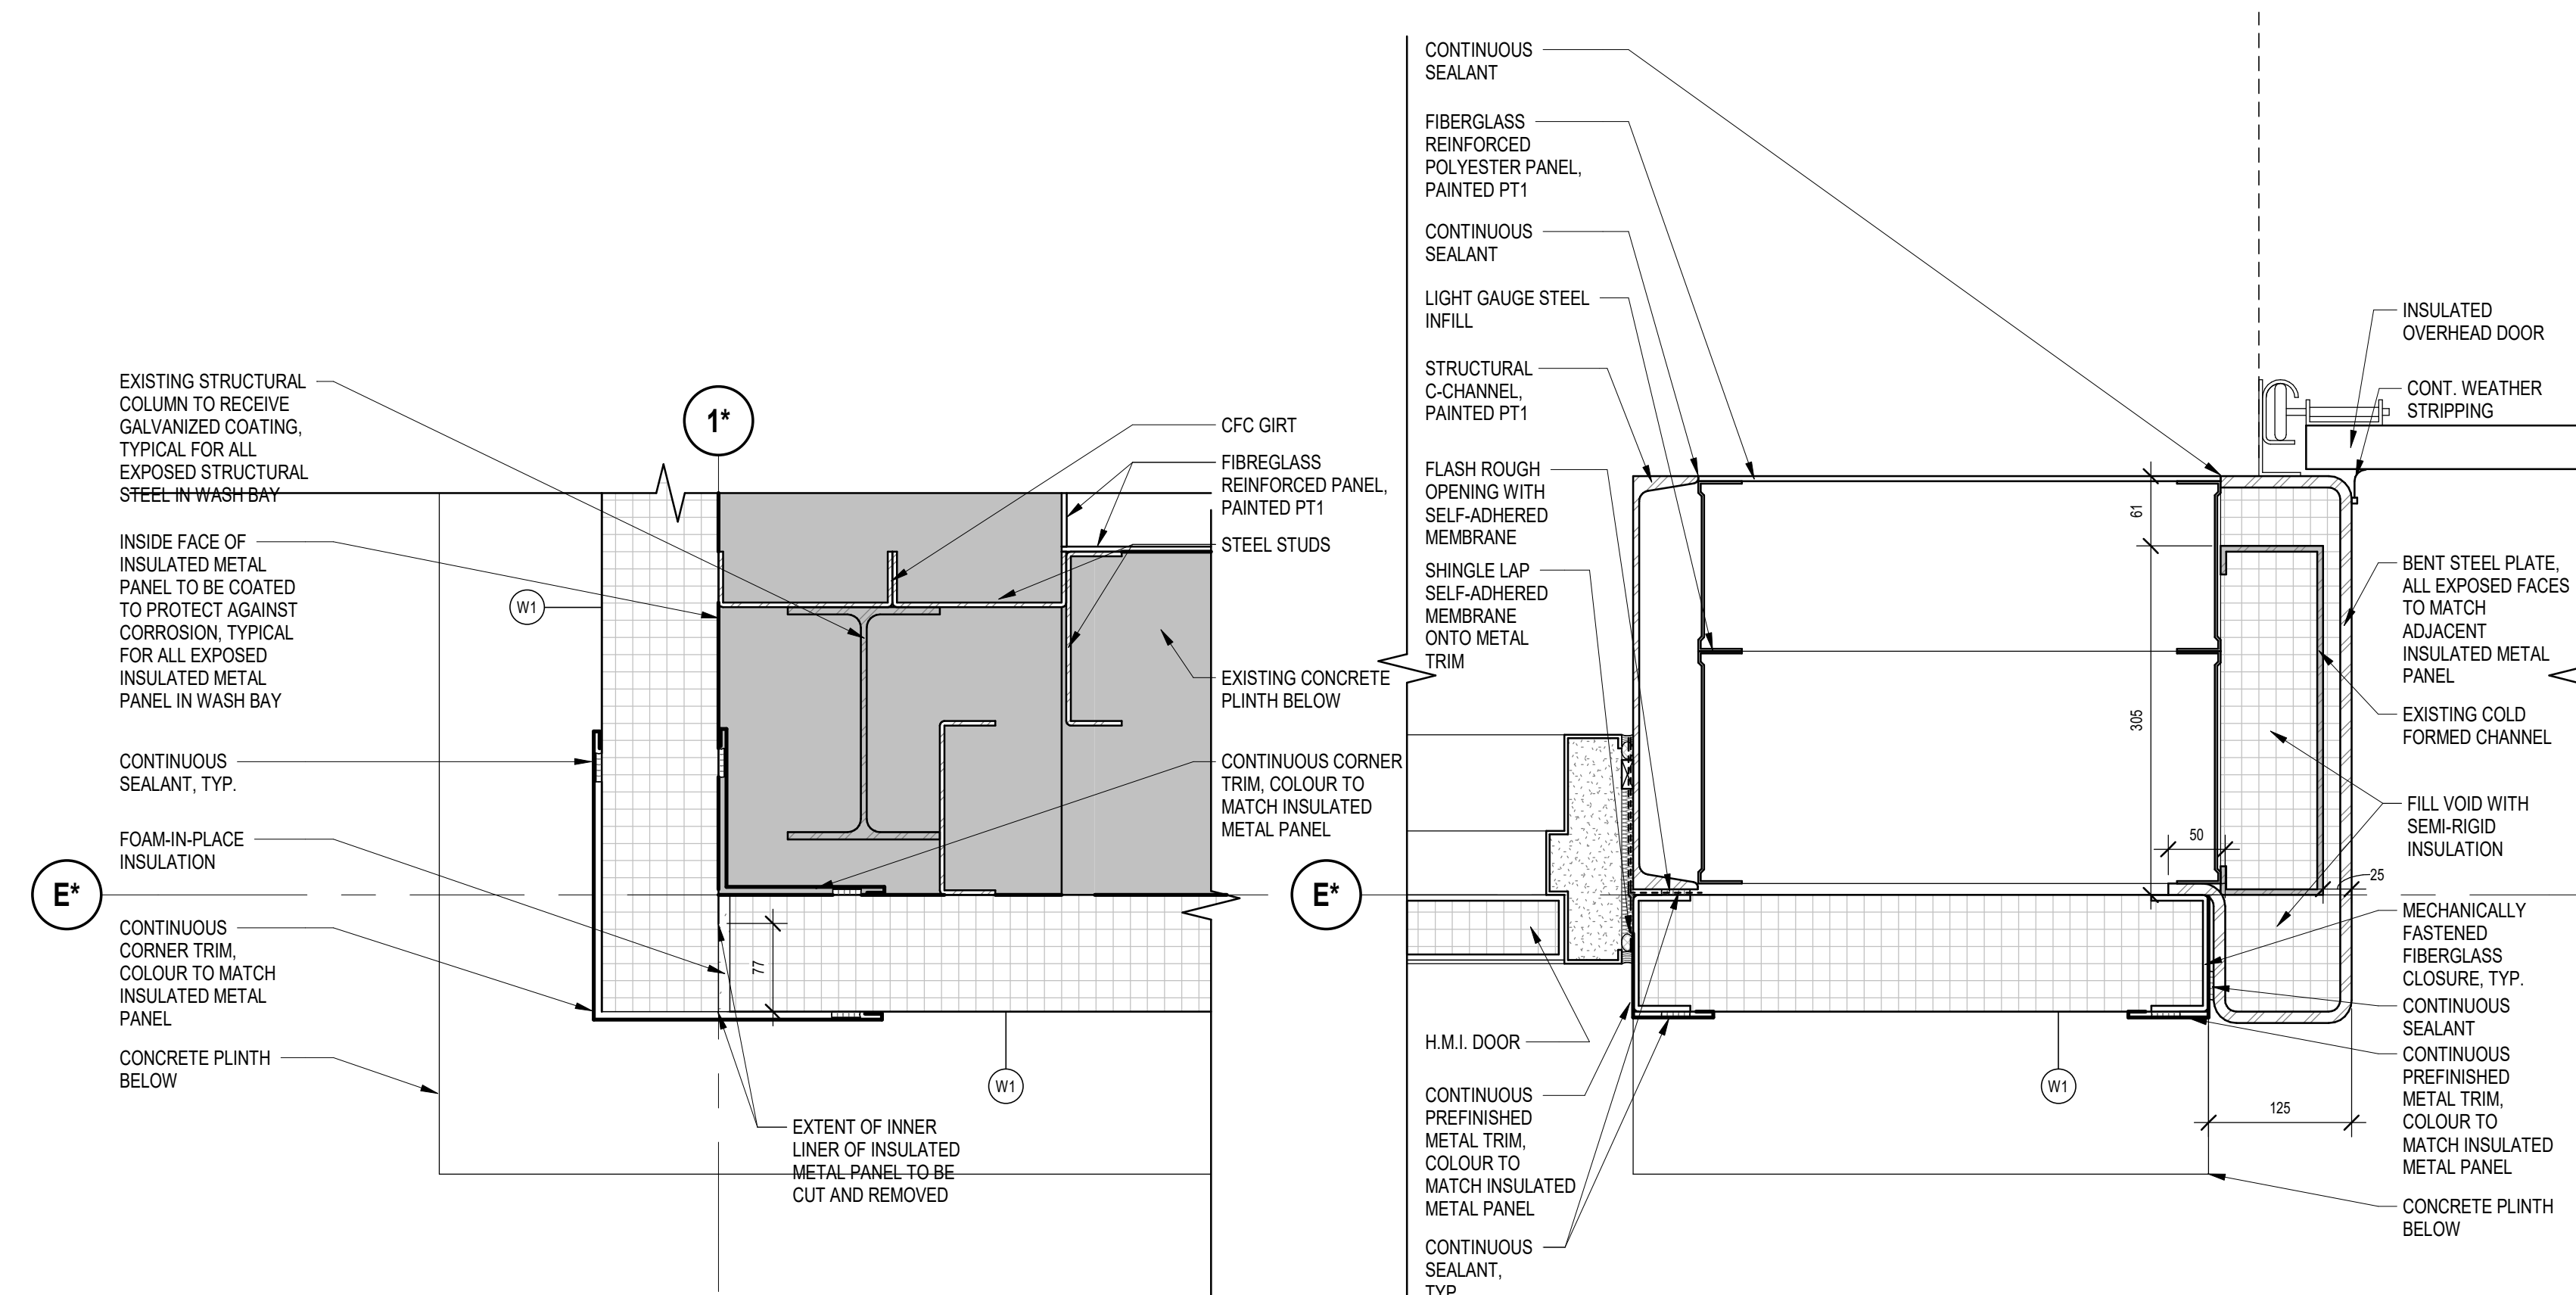 EXISTING STRUCTURAL
COLUMN TO RECEIVE
GALVANIZED COATING,
TYPICAL FOR ALL
EXPOSED STRUCTURAL
STEEL IN WASH BAY
INSIDE FACE OF
INSULATED METAL
PANEL TO BE COATED
TO PROTECT AGAINST
CORROSION, TYPICAL
FOR ALL EXPOSED
INSULATED METAL
PANEL IN WASH BAY
CONTINUOUS
SEALANT, TYP.
FOAM-IN-PLACE
INSULATION
E*
CONTINUOUS
CORNER TRIM,
COLOUR TO MATCH
INSULATED METAL
PANEL
CONCRETE PLINTH
BELOW
1*
W1
77
W1
EXTENT OF INNER
LINER OF INSULATED
METAL PANEL TO BE
CUT AND REMOVED
CFC GIRT
FIBREGLASS
REINFORCED PANEL,
PAINTED PT1
STEEL STUDS
EXISTING CONCRETE
PLINTH BELOW
CONTINUOUS CORNER
TRIM, COLOUR TO
MATCH INSULATED
METAL PANEL
E*
CONTINUOUS
SEALANT
FIBERGLASS
REINFORCED
POLYESTER PANEL,
PAINTED PT1
CONTINUOUS
SEALANT
LIGHT GAUGE STEEL
INFILL
STRUCTURAL
C-CHANNEL,
PAINTED PT1
FLASH ROUGH
OPENING WITH
SELF-ADHERED
MEMBRANE
SHINGLE LAP
SELF-ADHERED
MEMBRANE
ONTO METAL
TRIM
H.M.I. DOOR
CONTINUOUS
PREFINISHED
METAL TRIM,
COLOUR TO
MATCH INSULATED
METAL PANEL
CONTINUOUS
SEALANT,
TYP
61
305
50
25
W1
125
INSULATED
OVERHEAD DOOR
CONT. WEATHER
STRIPPING
BENT STEEL PLATE,
ALL EXPOSED FACES
TO MATCH
ADJACENT
INSULATED METAL
PANEL
EXISTING COLD
FORMED CHANNEL
FILL VOID WITH
SEMI-RIGID
INSULATION
MECHANICALLY
FASTENED
FIBERGLASS
CLOSURE, TYP.
CONTINUOUS
SEALANT
CONTINUOUS
PREFINISHED
METAL TRIM,
COLOUR TO
MATCH INSULATED
METAL PANEL
CONCRETE PLINTH
BELOW